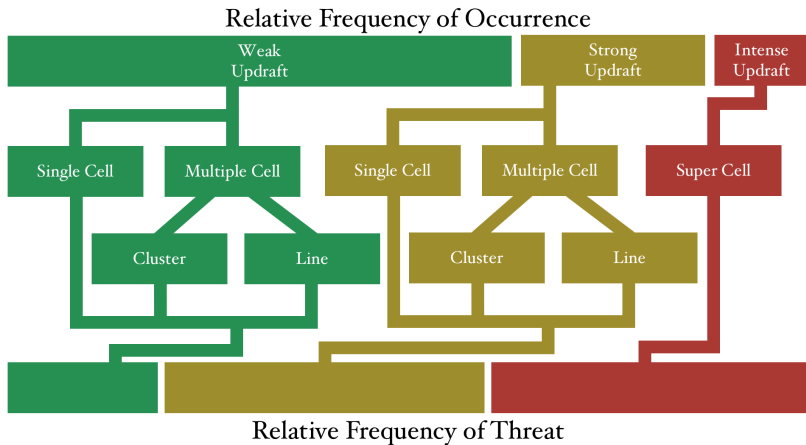 Relative Frequency of Occurrence
Weak
Updraft
Strong
Updraft
Intense
Updraft
Single Cell
Multiple Cell
Single Cell
Multiple Cell
Super Cell
Cluster
Line
Cluster
Line
Relative Frequency of Threat